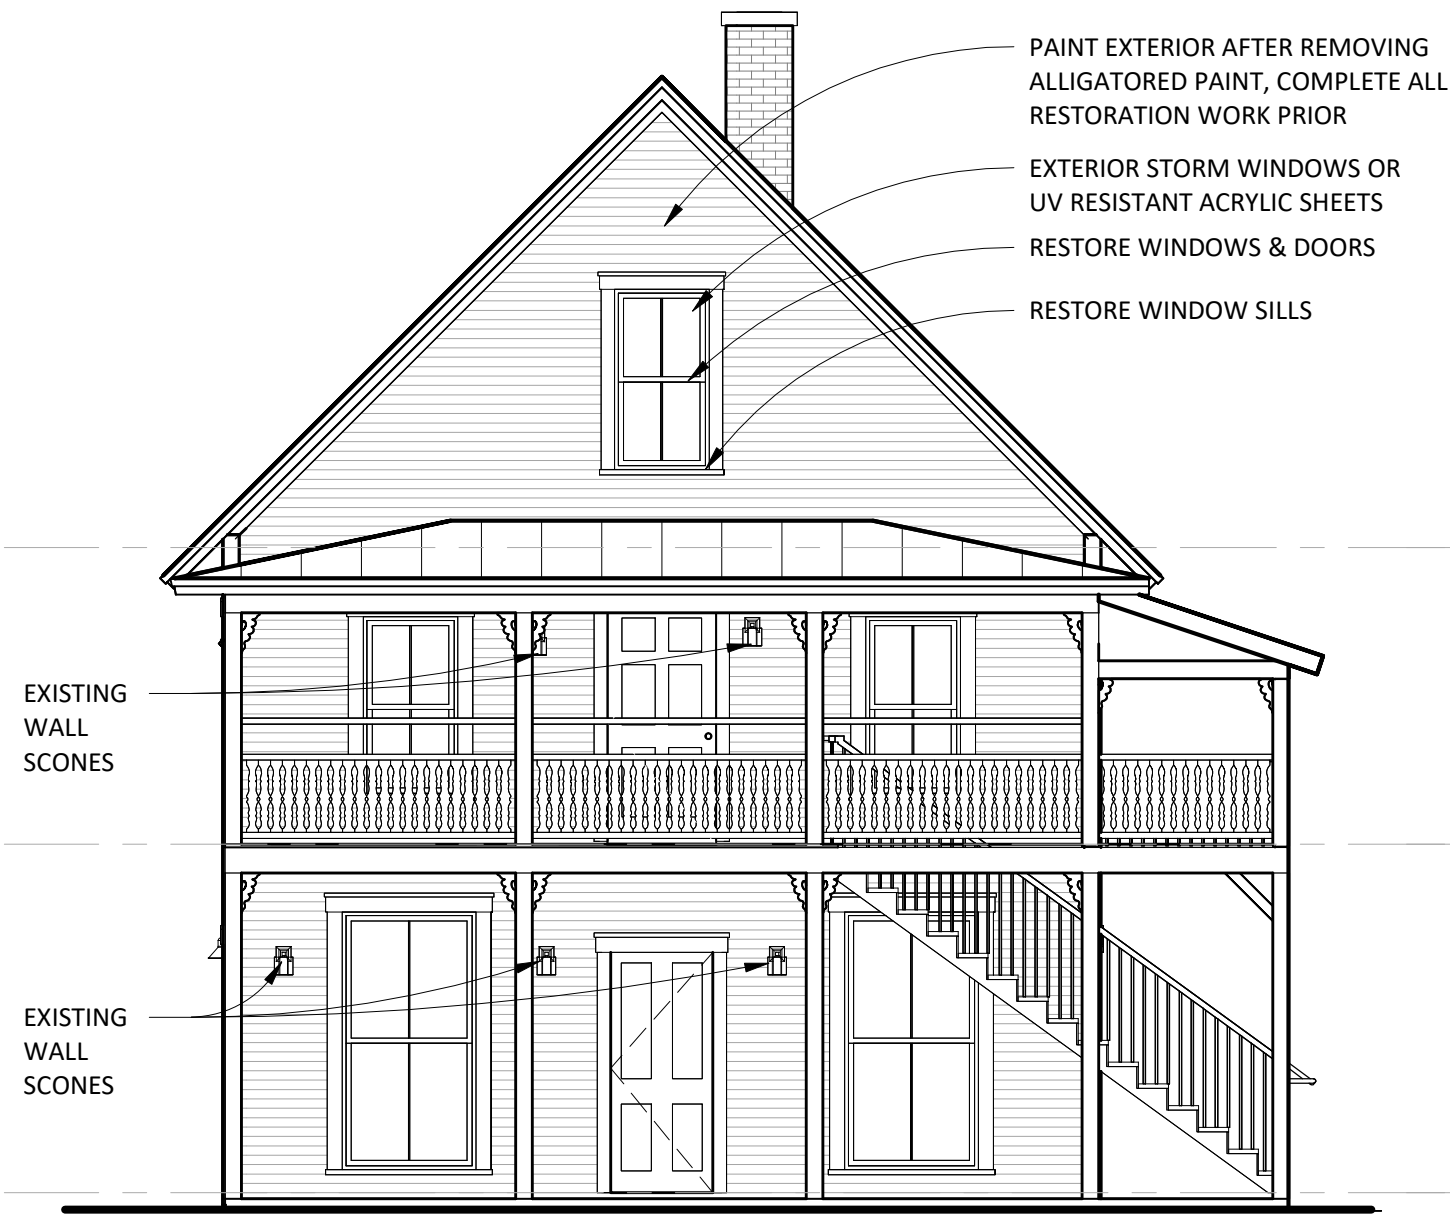 PAINT EXTERIOR AFTER REMOVING
ALLIGATORED PAINT, COMPLETE ALL
RESTORATION WORK PRIOR
EXTERIOR STORM WINDOWS OR
UV RESISTANT ACRYLIC SHEETS
RESTORE WINDOWS & DOORS
RESTORE WINDOW SILLS
EXISTING
WALL
SCONES
EXISTING
WALL
SCONES